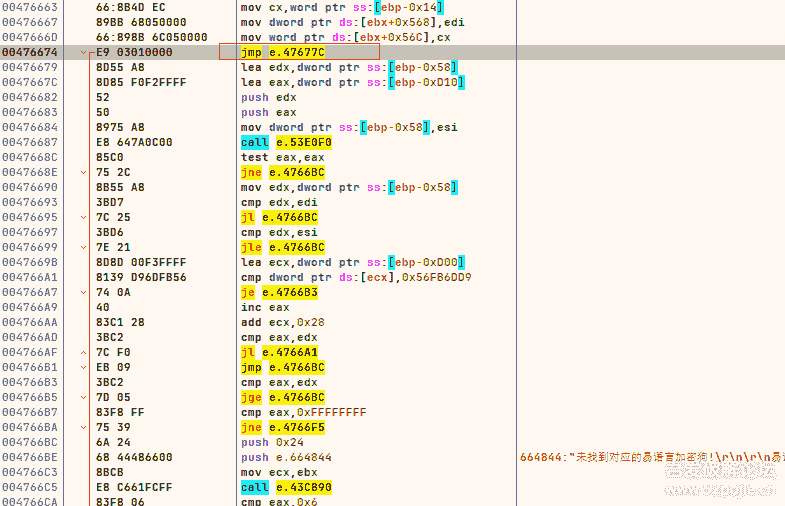 00476663 66:8B4D EC mov cx,word ptr ss:[ebp-0x14]
00476667 89BB 68050000 mov dword ptr ds:[ebx+0x568],edi
0047666D 66:898B 6C050000 mov word ptr ds:[ebx+0x56C],cx
00476674 E9 03010000 jmp e.47677C
00476679 8D55 A8 lea edx,dword ptr ss:[ebp-0x58]
0047667C 8D85 F0F2FFFF lea eax,dword ptr ss:[ebp-0xD10]
00476682 52 push edx
00476683 50 push eax
00476684 8975 A8 mov dword ptr ss:[ebp-0x58],esi
00476687 E8 647A0C00 call e.53E0F0
0047668C 85C0 test eax,eax
0047668E 75 2C jne e.4766BC
00476690 8B55 A8 mov edx,dword ptr ss:[ebp-0x58]
00476693 3BD7 cmp edx,edi
00476695 7C 25 jl e.4766BC
00476697 3BD6 cmp edx,esi
00476699 7E 21 jle e.4766BC
0047669B 8D8D 00F3FFFF lea ecx,dword ptr ss:[ebp-0xD00]
004766A1 8139 D96DFB56 cmp dword ptr ds:[ecx],0x56FB6DD9
004766A7 74 0A je e.4766B3
004766A9 40 inc eax
004766AA 83C1 28 add ecx,0x28
004766AD 3BC2 cmp eax,edx
004766AF 7C F0 jl e.4766A1
004766B1 EB 09 jmp e.4766BC
004766B3 3BC2 cmp eax,edx
004766B5 7D 05 jge e.4766BC
004766B7 83F8 FF cmp eax,0xFFFFFFFF
004766BA 75 39 jne e.4766F5
004766BC 6A 24 push 0x24
004766BE 68 44486600 push e.664844 664844:"未找到对应的易语言加密狗!\r\n\r\n易语
004766C3 8BCB mov ecx,ebx
004766C5 E8 C661FCFF call e.43C890
004766CA 83F8 06 cmp eax,0x6
吾爱破解论坛
www.52pojie.cn